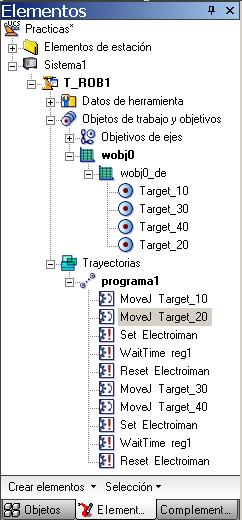 Elementos
UCS
Practicas*
Elementos de estación
Sistema1
T_ROB1
Datos de herramienta
Objetos de trabajo y objetivos
Objetivos de ejes
wobj0
wobj0_de
Target_10
Target_30
Target_40
Target_20
Trayectorias
programa1
MoveJ Target_10
MoveJ Target_20
Set Electroiman
WaitTime reg1
Reset Electroiman
MoveJ Target_30
MoveJ Target_40
Set Electroiman
WaitTime reg1
Reset Electroiman
Crear elementos Selección
Objetos Element... Complement...